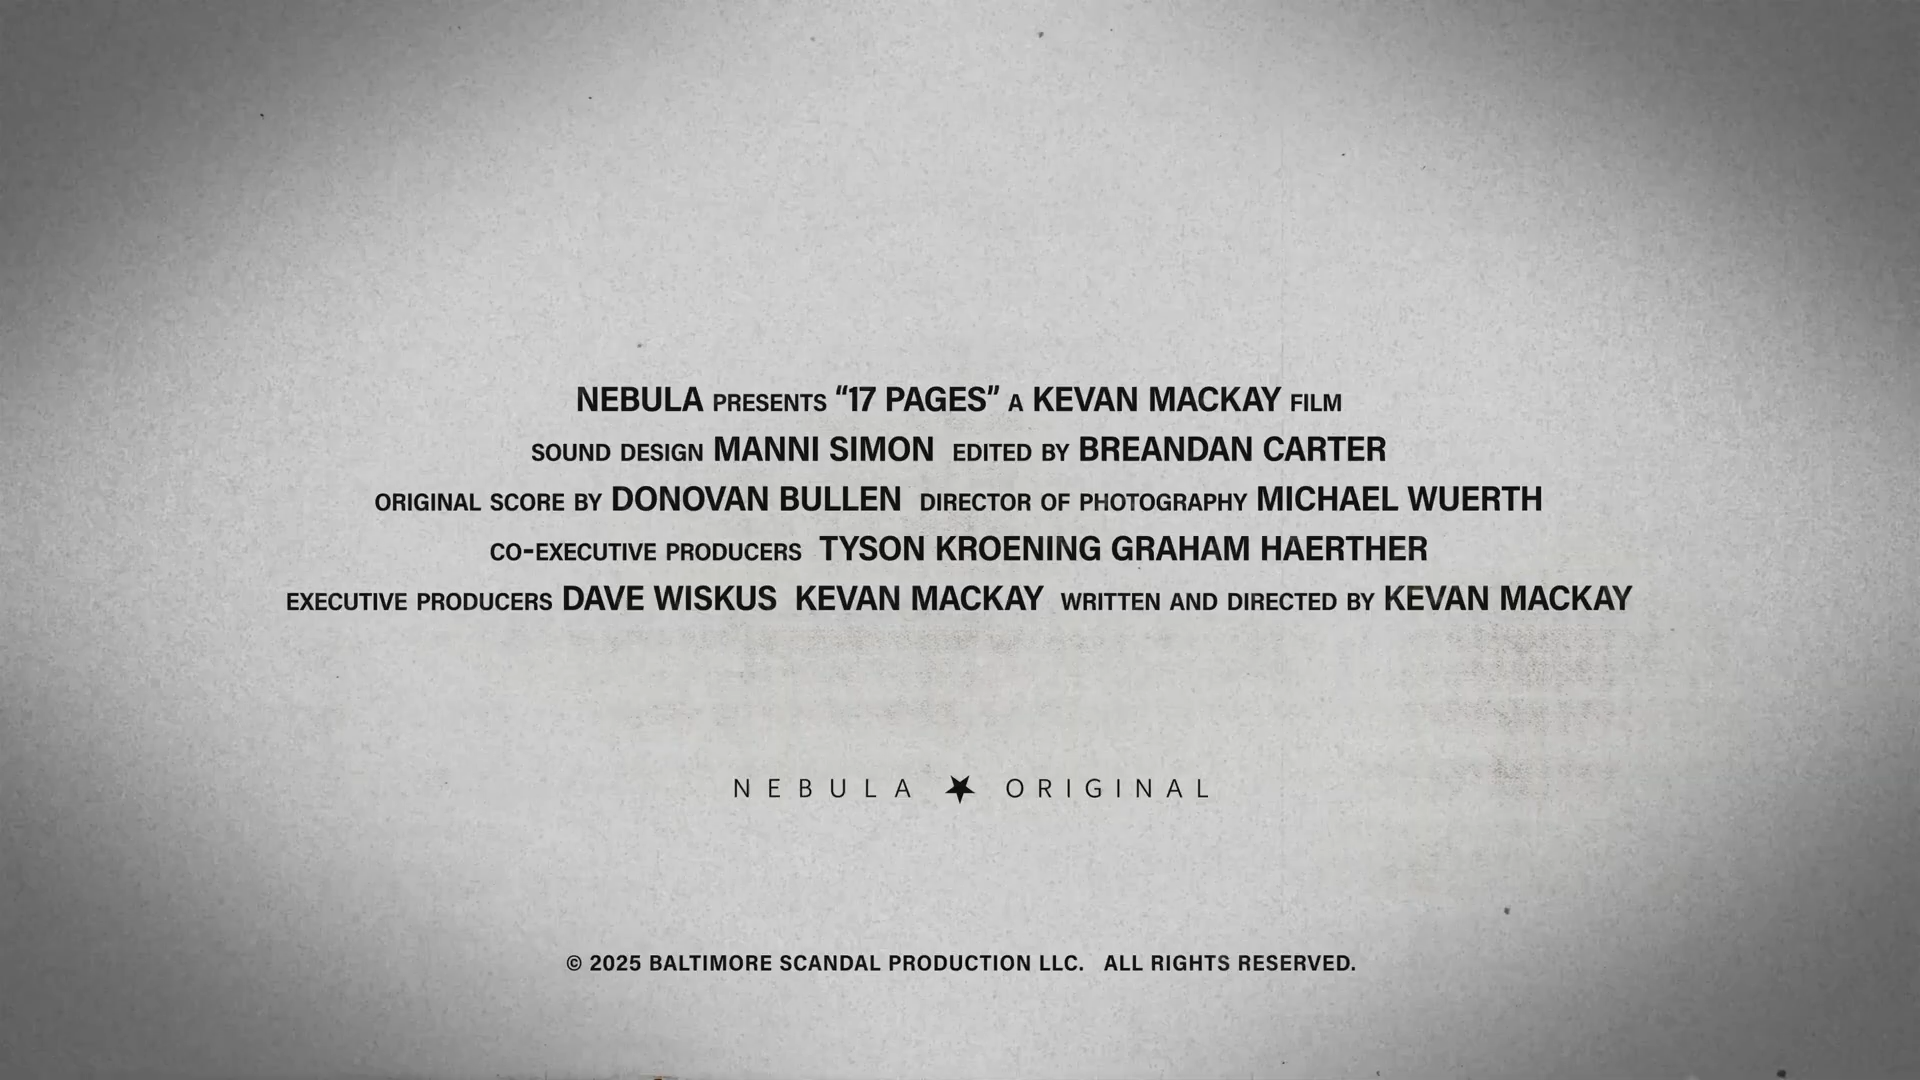 NEBULA PRESENTS “17 PAGES” A KEVAN MACKAY FILM
SOUND DESIGN MANNI SIMON EDITED BY BREANDAN CARTER
ORIGINAL SCORE BY DONOVAN BULLEN DIRECTOR OF PHOTOGRAPHY MICHAEL WUERTH
CO-EXECUTIVE PRODUCERS TYSON KROENING GRAHAM HAERTHER
EXECUTIVE PRODUCERS DAVE WISKUS KEVAN MACKAY WRITTEN AND DIRECTED BY KEVAN MACKAY
NEBULA ★ ORIGINAL
© 2025 BALTIMORE SCANDAL PRODUCTION LLC. ALL RIGHTS RESERVED.